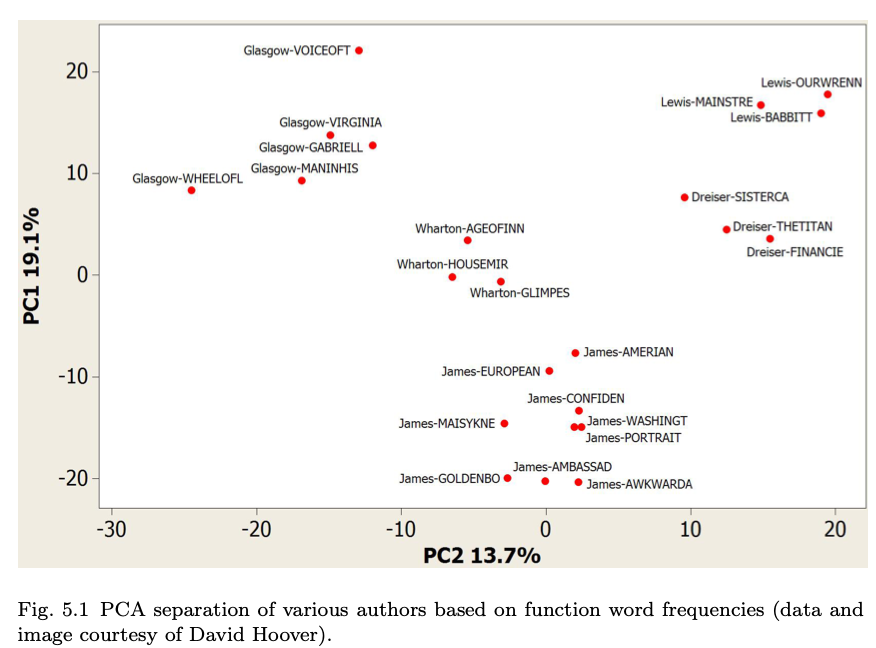 Glasgow-VOICEOFT
Lewis-OURWRENN
Lewis-MAINSTRE
Lewis-BABBITT
Glasgow-VIRGINIA
Glasgow-GABRIELL
Glasgow-MANINHIS
Glasgow-WHEELOFL
Dreiser-SISTERCA
Dreiser-THETITAN
Dreiser-FINANCIE
Wharton-AGEOFINN
Wharton-HOUSEMIR
Wharton-GLIMPES
James-AMERIAN
James-EUROPEAN
James-CONFIDEN
James-MAISYKNE
James-WASHINGT
James-PORTRAIT
James-AMBASSAD
James-GOLDENBO
James-AWKWARDA
20
10
0
-10
-20
PC1 19.1%
-30 -20 -10 0 10 20
PC2 13.7%
Fig. 5.1 PCA separation of various authors based on function word frequencies (data and
image courtesy of David Hoover).